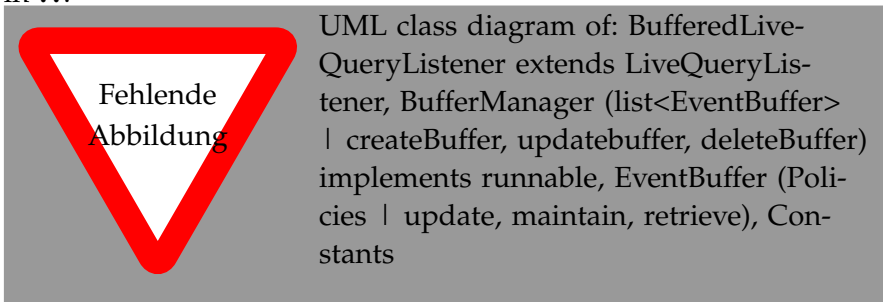 UML class diagram of: BufferedLive-
QueryListener extends LiveQueryLis-
tener, BufferManager (list<EventBuffer>
| createBuffer, updatebuffer, deleteBuffer)
implements runnable, EventBuffer (Poli-
cies | update, maintain, retrieve), Con-
stants
Fehlende
Abbildung